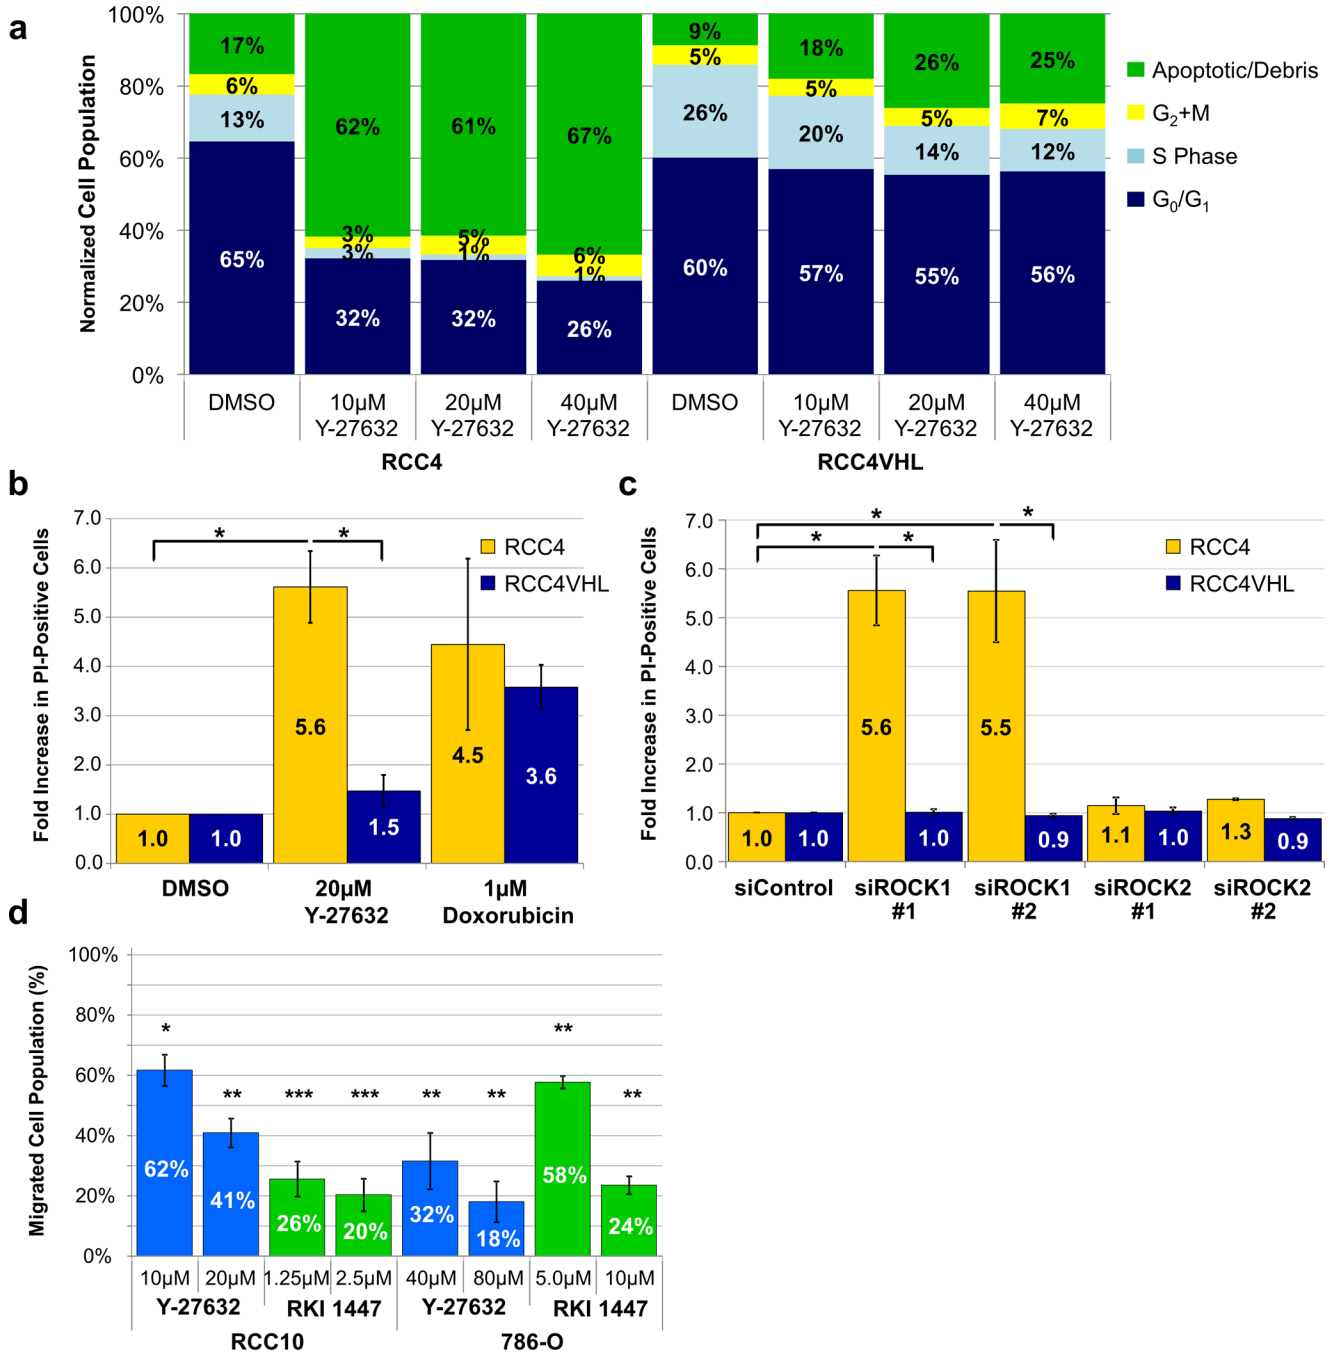 a
Normalized Cell Population
100%
80%
60%
40%
20%
0%
17%
6%
13%
65%
62%
3%
3%
32%
61%
5%
1%
32%
67%
6%
1%
26%
9%
5%
26%
60%
18%
5%
20%
57%
26%
5%
14%
55%
25%
7%
12%
56%
Apoptotic/Debris
G₂+M
S Phase
G₀/G₁
DMSO
10µM
Y-27632
20µM
Y-27632
40µM
Y-27632
DMSO
10µM
Y-27632
20µM
Y-27632
40µM
Y-27632
RCC4
RCC4VHL
b
Fold Increase in PI-Positive Cells
7.0
6.0
5.0
4.0
3.0
2.0
1.0
0.0
*
*
RCC4
RCC4VHL
1.0
1.0
5.6
1.5
4.5
3.6
DMSO
20µM
Y-27632
1µM
Doxorubicin
c
Fold Increase in PI-Positive Cells
7.0
6.0
5.0
4.0
3.0
2.0
1.0
0.0
*
*
*
*
RCC4
RCC4VHL
1.0
1.0
5.6
1.0
5.5
0.9
1.1
1.0
1.3
0.9
siControl
siROCK1
#1
siROCK1
#2
siROCK2
#1
siROCK2
#2
d
Migrated Cell Population (%)
100%
80%
60%
40%
20%
0%
*
**
***
***
**
**
**
**
62%
41%
26%
20%
32%
18%
58%
24%
10µM
20µM
1.25µM
2.5µM
40µM
80µM
5.0µM
10µM
Y-27632
RKI 1447
Y-27632
RKI 1447
RCC10
786-O